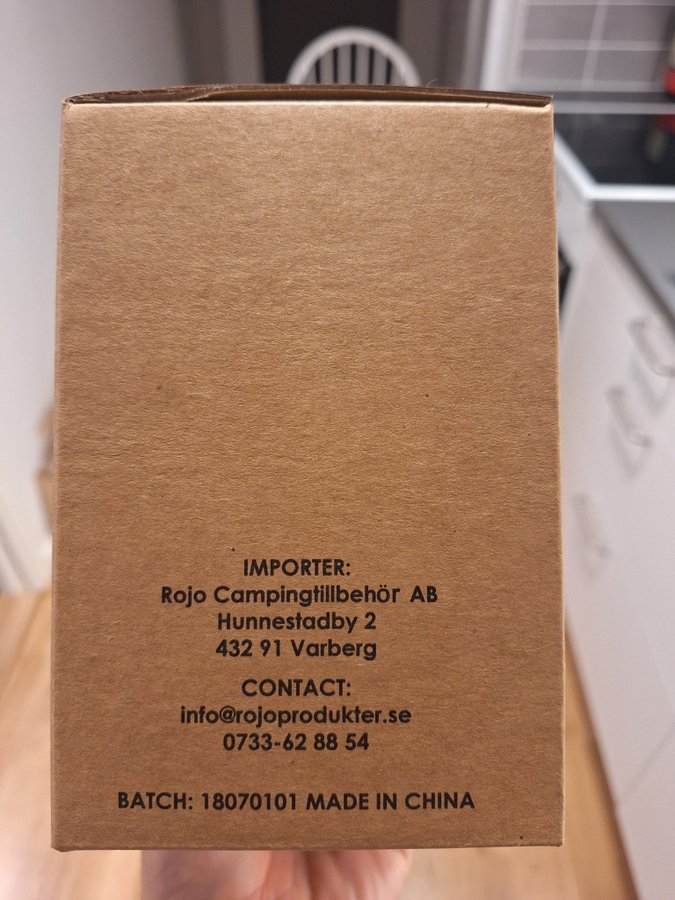 IMPORTER:
Rojo Campingtillbehör AB
Hunnestadby 2
432 91 Varberg
CONTACT:
info@rojoprodukter.se
0733-62 88 54
BATCH: 18070101 MADE IN CHINA